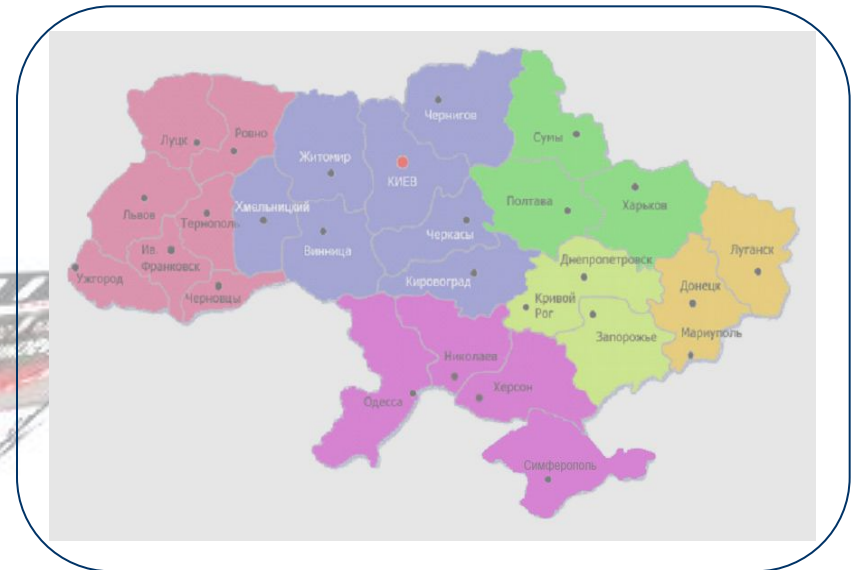 Чернигов
Сумы
Луцк
Ровно
Житомир
КИЕВ
Полтава
Харьков
Львов
Хмельницкий
Тернополь
Черкасы
Винница
Луганск
Ив.
Франковск
Днепропетровск
Ужгород
Кировоград
Донецк
Черновцы
Кривой
Рог
Запорожье
Мариуполь
Николаев
Херсон
Одесса
Симферополь